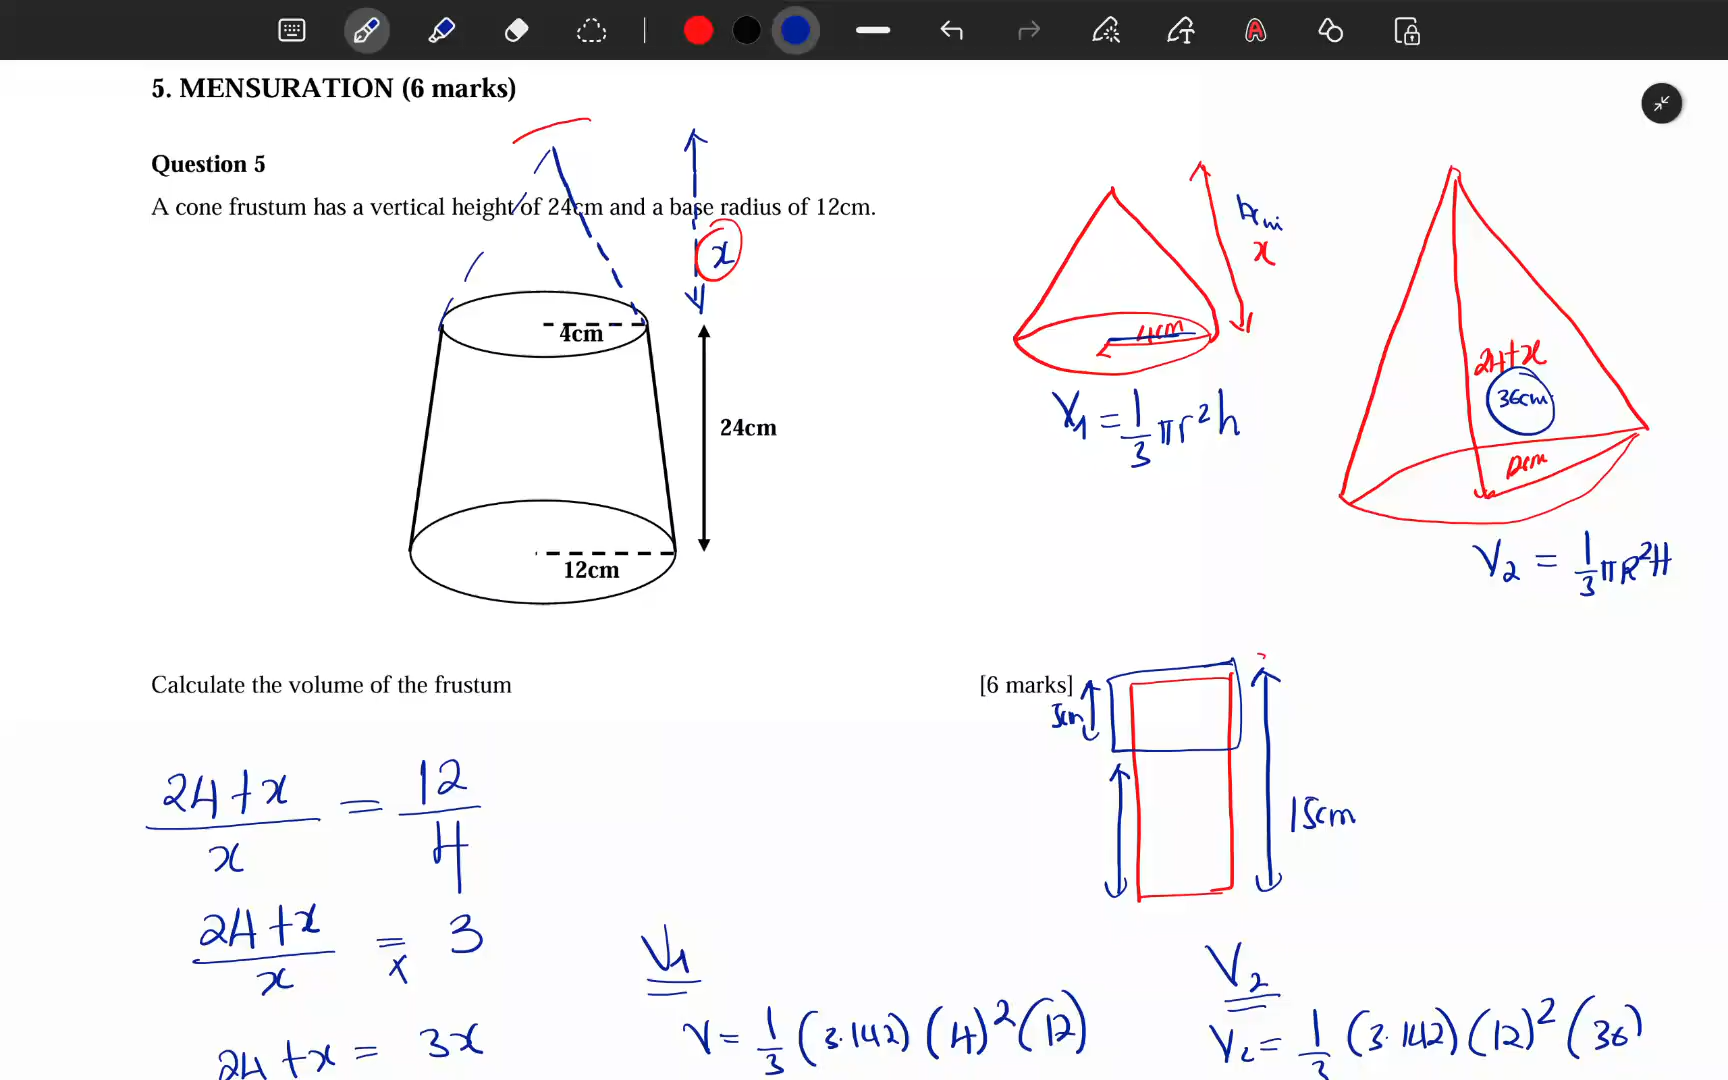 5. MENSURATION (6 marks)
Question 5
A cone frustum has a vertical height of 24cm and a base radius of 12cm.
x
4cm
24cm
12cm
x
4cm
V₁ = 1/3 πr²h
24+x
36cm
V₂ = 1/3 πR²H
Calculate the volume of the frustum
[6 marks]
5cm
15cm
24+x / x = 12 / 4
24+x / x = 3
x
24+x = 3x
V₁
V = 1/3 (3.142) (4)² (12)
V₂
V₂ = 1/3 (3.142) (12)² (36)